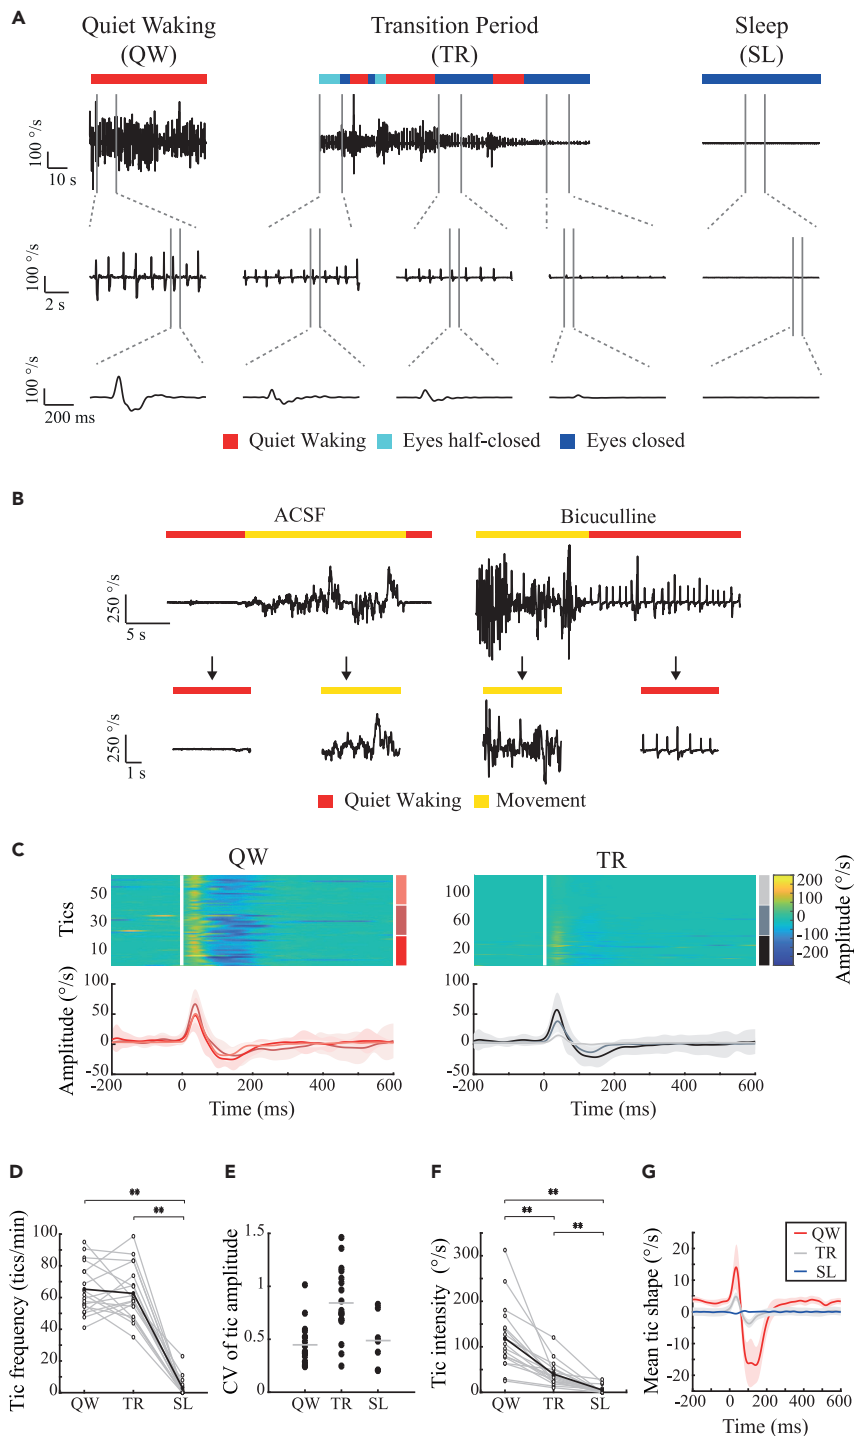 A
Quiet Waking
(QW)
Transition Period
(TR)
Sleep
(SL)
100 °/s
10 s
100 °/s
2 s
100 °/s
200 ms
Quiet Waking
Eyes half-closed
Eyes closed
B
ACSF
Bicuculline
250 °/s
5 s
250 °/s
1 s
Quiet Waking
Movement
C
QW
TR
Tics
50
30
10
100
60
20
200
100
0
-100
-200
Amplitude (°/s)
Amplitude (°/s)
100
50
0
-50
-200
0
200
400
600
Time (ms)
100
50
0
-50
-200
0
200
400
600
Time (ms)
D
**
**
Tic frequency (tics/min)
100
80
60
40
20
0
QW
TR
SL
E
CV of tic amplitude
1.5
1
0.5
0
QW
TR
SL
F
**
**
**
Tic intensity (°/s)
300
200
150
100
50
0
QW
TR
SL
G
QW
TR
SL
Mean tic shape (°/s)
20
10
0
-10
-20
-200
0
200
400
600
Time (ms)